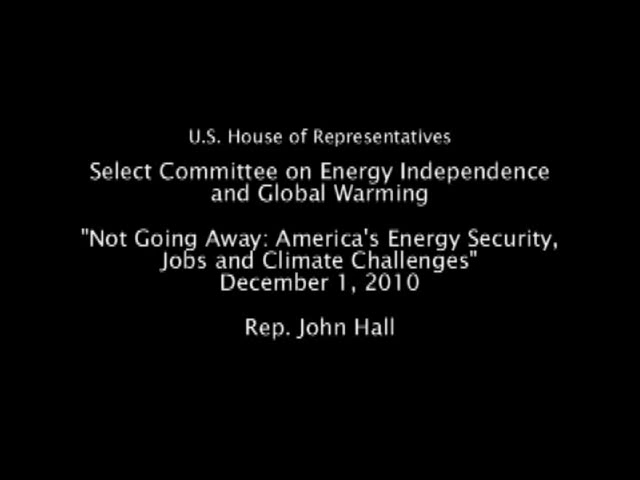 U.S. House of Representatives
Select Committee on Energy Independence
and Global Warming
"Not Going Away: America's Energy Security,
Jobs and Climate Challenges"
December 1, 2010
Rep. John Hall